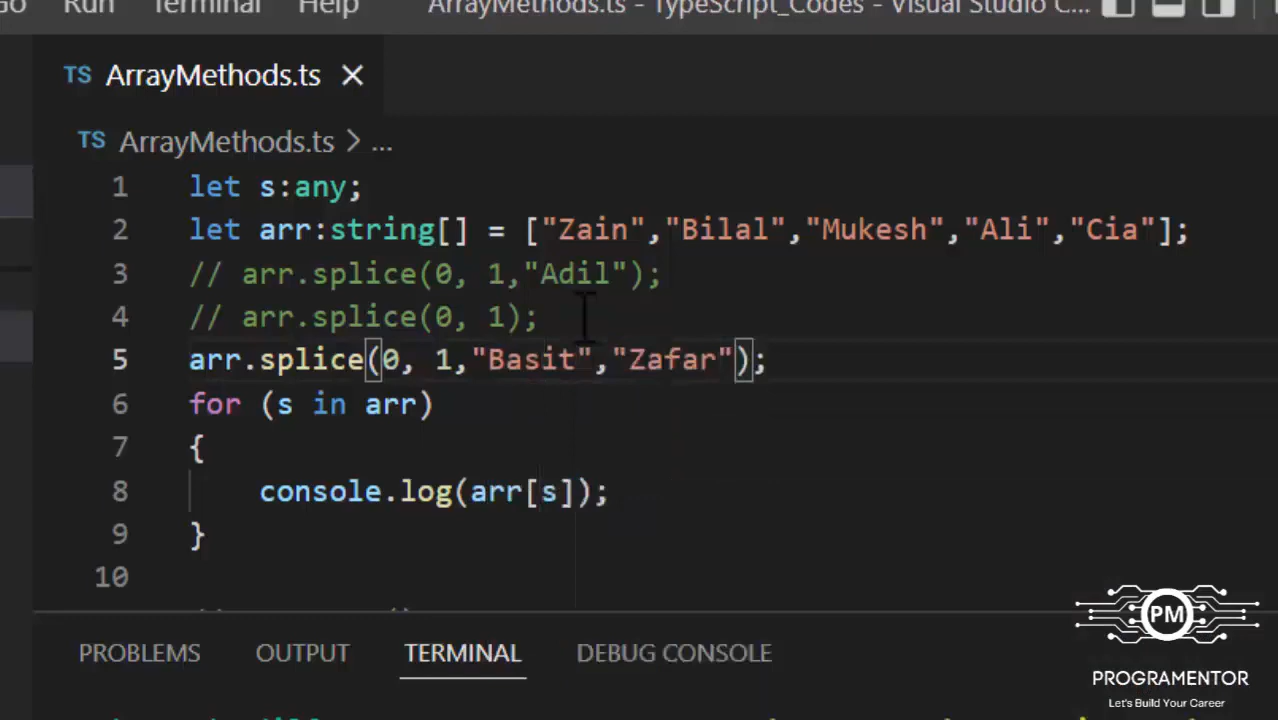 Run Terminal Help ArrayMethods.ts - TypeScript_Codes - Visual Studio C...
TS ArrayMethods.ts
TS ArrayMethods.ts > ...
1 let s:any;
2 let arr:string[] = ["Zain","Bilal","Mukesh","Ali","Cia"];
3 // arr.splice(0, 1,"Adil");
4 // arr.splice(0, 1);
5 arr.splice(0, 1,"Basit","Zafar");
6 for (s in arr)
7 {
8 console.log(arr[s]);
9 }
10
PROBLEMS OUTPUT TERMINAL DEBUG CONSOLE
PM
PROGRAMENTOR
Let's Build Your Career